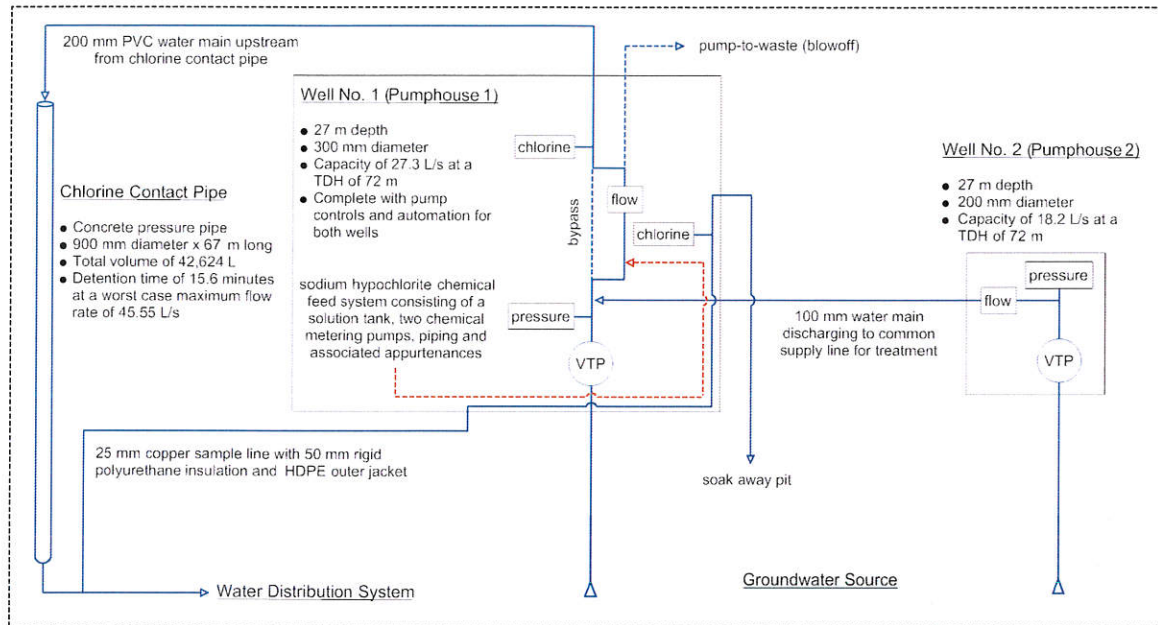 200 mm PVC water main upstream
from chlorine contact pipe
pump-to-waste (blowoff)
Well No. 1 (Pumphouse 1)
● 27 m depth
● 300 mm diameter
● Capacity of 27.3 L/s at a
TDH of 72 m
● Complete with pump
controls and automation for
both wells
chlorine
flow
bypass
chlorine
Well No. 2 (Pumphouse 2)
● 27 m depth
● 200 mm diameter
● Capacity of 18.2 L/s at a
TDH of 72 m
Chlorine Contact Pipe
● Concrete pressure pipe
● 900 mm diameter x 67 m long
● Total volume of 42,624 L
● Detention time of 15.6 minutes
at a worst case maximum flow
rate of 45.55 L/s
sodium hypochlorite chemical
feed system consisting of a
solution tank, two chemical
metering pumps, piping and
associated appurtenances
pressure
VTP
pressure
flow
VTP
100 mm water main
discharging to common
supply line for treatment
25 mm copper sample line with 50 mm rigid
polyurethane insulation and HDPE outer jacket
soak away pit
Water Distribution System
Groundwater Source